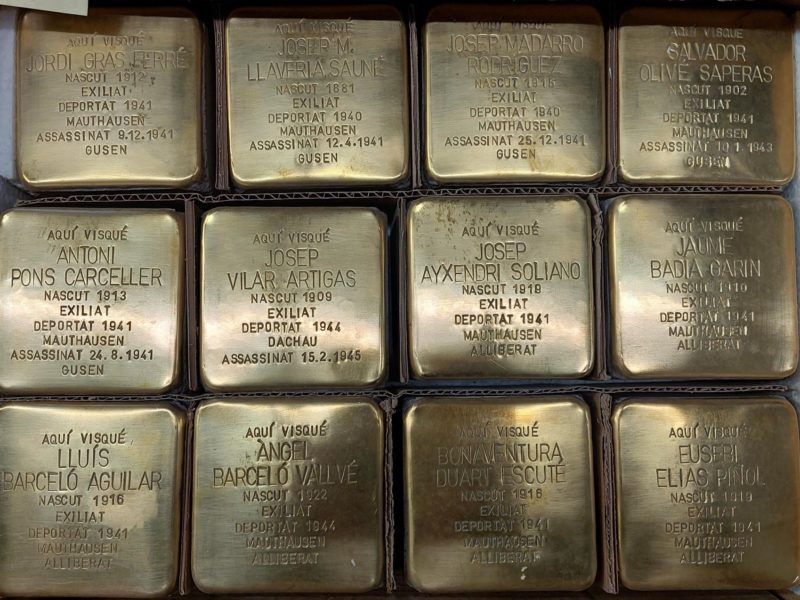 AQUÍ VISQUÉ
JORDI GRAS FERRÉ
NASCUT 1912
EXILIAT
DEPORTAT 1941
MAUTHAUSEN
ASSASSINAT 9.12.1941
GUSEN
AQUÍ VISQUÉ
JOSEP M.
LLAVERIA SAUNÉ
NASCUT 1881
EXILIAT
DEPORTAT 1940
MAUTHAUSEN
ASSASSINAT 12.4.1941
GUSEN
AQUÍ VISQUÉ
JOSEP MADARRO
RODRÍGUEZ
NASCUT 1915
EXILIAT
DEPORTAT 1940
MAUTHAUSEN
ASSASSINAT 25.12.1941
GUSEN
AQUÍ VISQUÉ
SALVADOR
OLIVÉ SAPERAS
NASCUT 1902
EXILIAT
DEPORTAT 1941
MAUTHAUSEN
ASSASSINAT 10.1.1943
GUSEN
AQUÍ VISQUÉ
ANTONI
PONS CARCELLER
NASCUT 1913
EXILIAT
DEPORTAT 1941
MAUTHAUSEN
ASSASSINAT 24.8.1941
GUSEN
AQUÍ VISQUÉ
JOSEP
VILAR ARTIGAS
NASCUT 1909
EXILIAT
DEPORTAT 1944
DACHAU
ASSASSINAT 15.2.1945
AQUÍ VISQUÉ
JOSEP
AYXENDRI SOLIANO
NASCUT 1918
EXILIAT
DEPORTAT 1941
MAUTHAUSEN
ALLIBERAT
AQUÍ VISQUÉ
JAUME
BADIA GARIN
NASCUT
EXILIAT
DEPORTAT 1941
MAUTHAUSEN
ALLIBERAT
AQUÍ VISQUÉ
LLUÍS
BARCELÓ AGUILAR
NASCUT 1916
EXILIAT
DEPORTAT 1941
MAUTHAUSEN
ALLIBERAT
AQUÍ VISQUÉ
ÀNGEL
BARCELÓ VALLVÉ
NASCUT 1922
EXILIAT
DEPORTAT 1944
MAUTHAUSEN
ALLIBERAT
AQUÍ VISQUÉ
BONAVENTURA
DUART ESCUTÉ
NASCUT 1916
EXILIAT
DEPORTAT 1941
MAUTHAUSEN
ALLIBERAT
AQUÍ VISQUÉ
EUSEBI
ELIAS PIÑOL
NASCUT 1919
EXILIAT
DEPORTAT 1941
MAUTHAUSEN
ALLIBERAT